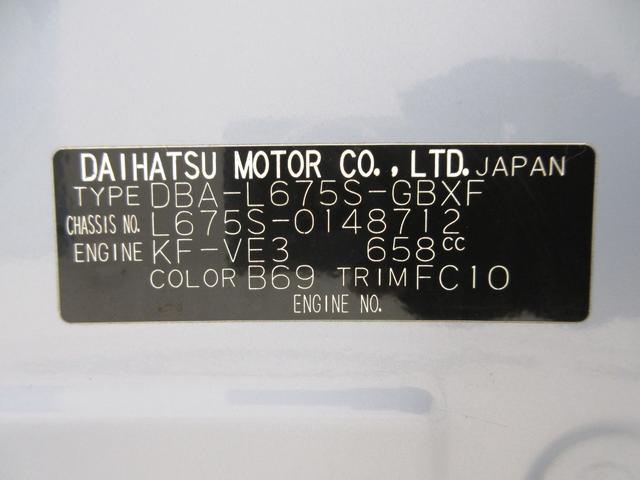 DAIHATSU MOTOR CO.,LTD. JAPAN
TYPE DBA-L675S-GBXF
CHASSIS NO. L675S-0148712
ENGINE KF-VE3 658cc
COLOR B69 TRIM FC10
ENGINE NO.